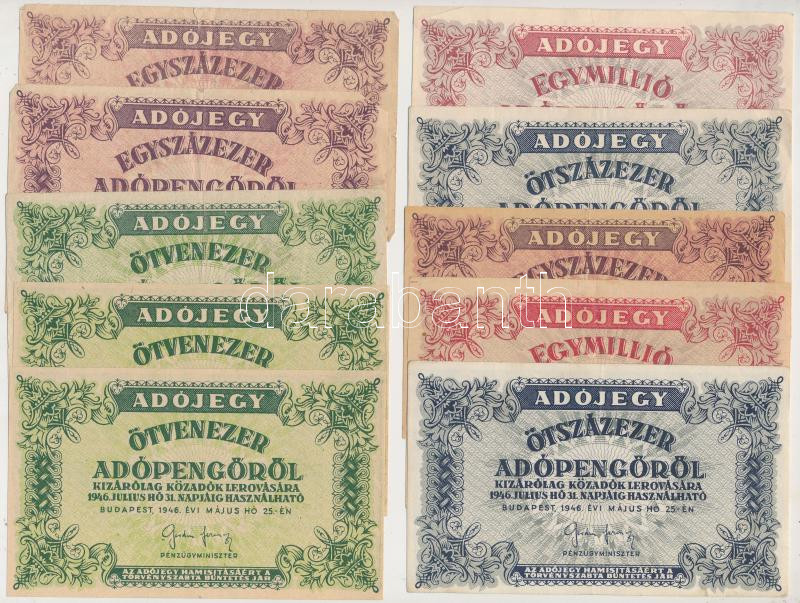 ADÓJEGY
EGYSZÁZEZER
ADÓJEGY
EGYSZÁZEZER
ADÓPENGŐRŐL
ADÓJEGY
ÖTVENEZER
ADÓJEGY
ÖTVENEZER
ADÓJEGY
ÖTVENEZER
ADÓPENGŐRŐL
KIZÁRÓLAG KÖZADÓK LEROVÁSÁRA
1946. JULIUS HÓ 31. NAPJÁIG HASZNÁLHATÓ
BUDAPEST, 1946. ÉVI MÁJUS HÓ 25.-ÉN
PÉNZÜGYMINISZTER
AZ ADÓJEGY HAMISITÁSÁÉRT A
TÖRVÉNYSZABTA BÜNTETÉS JÁR
ADÓJEGY
EGYMILLIÓ
ADÓJEGY
ÖTSZÁZEZER
ADÓPENGŐRŐL
ADÓJEGY
EGYSZÁZEZER
ADÓJEGY
EGYMILLIÓ
ADÓJEGY
ÖTSZÁZEZER
ADÓPENGŐRŐL
KIZÁRÓLAG KÖZADÓK LEROVÁSÁRA
1946. JULIUS HÓ 31. NAPJÁIG HASZNÁLHATÓ
BUDAPEST, 1946. ÉVI MÁJUS HÓ 25.-ÉN
PÉNZÜGYMINISZTER
AZ ADÓJEGY HAMISITÁSÁÉRT A
TÖRVÉNYSZABTA BÜNTETÉS JÁR
darabanth